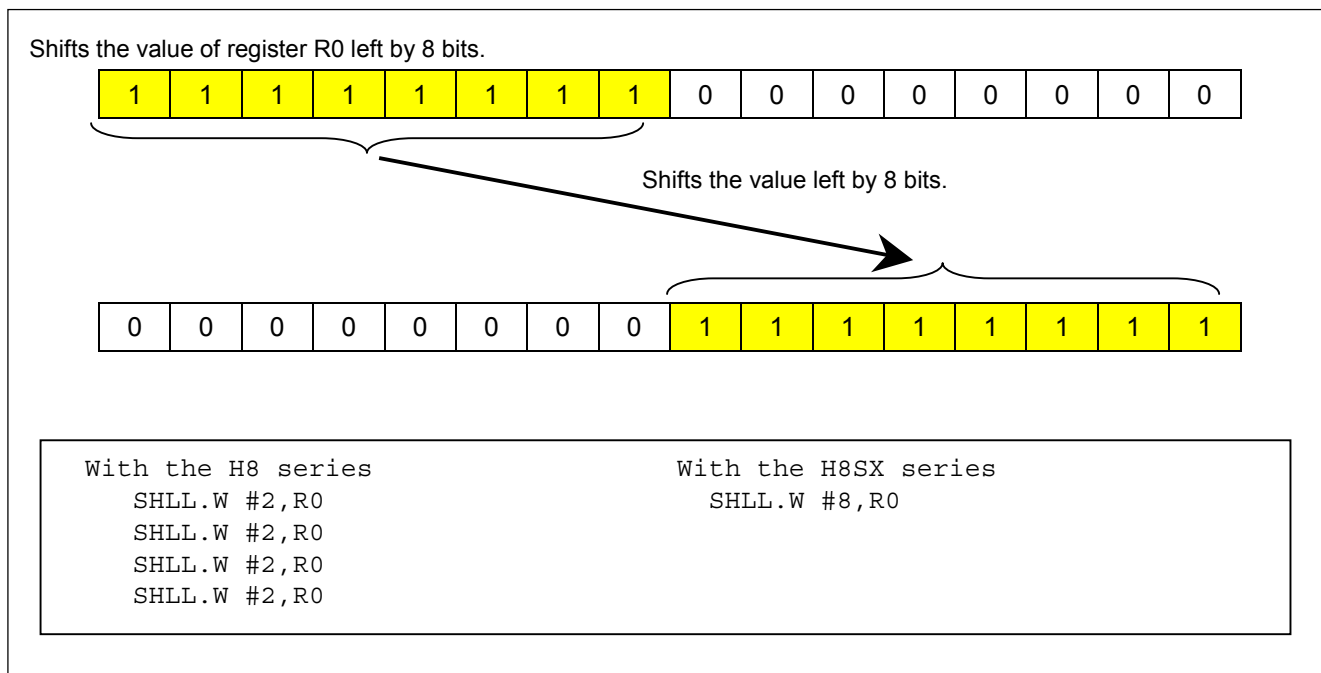 Shifts the value of register R0 left by 8 bits.
1 1 1 1 1 1 1 1 0 0 0 0 0 0 0 0
Shifts the value left by 8 bits.
0 0 0 0 0 0 0 0 1 1 1 1 1 1 1 1
With the H8 series With the H8SX series
SHLL.W #2,R0 SHLL.W #8,R0
SHLL.W #2,R0
SHLL.W #2,R0
SHLL.W #2,R0